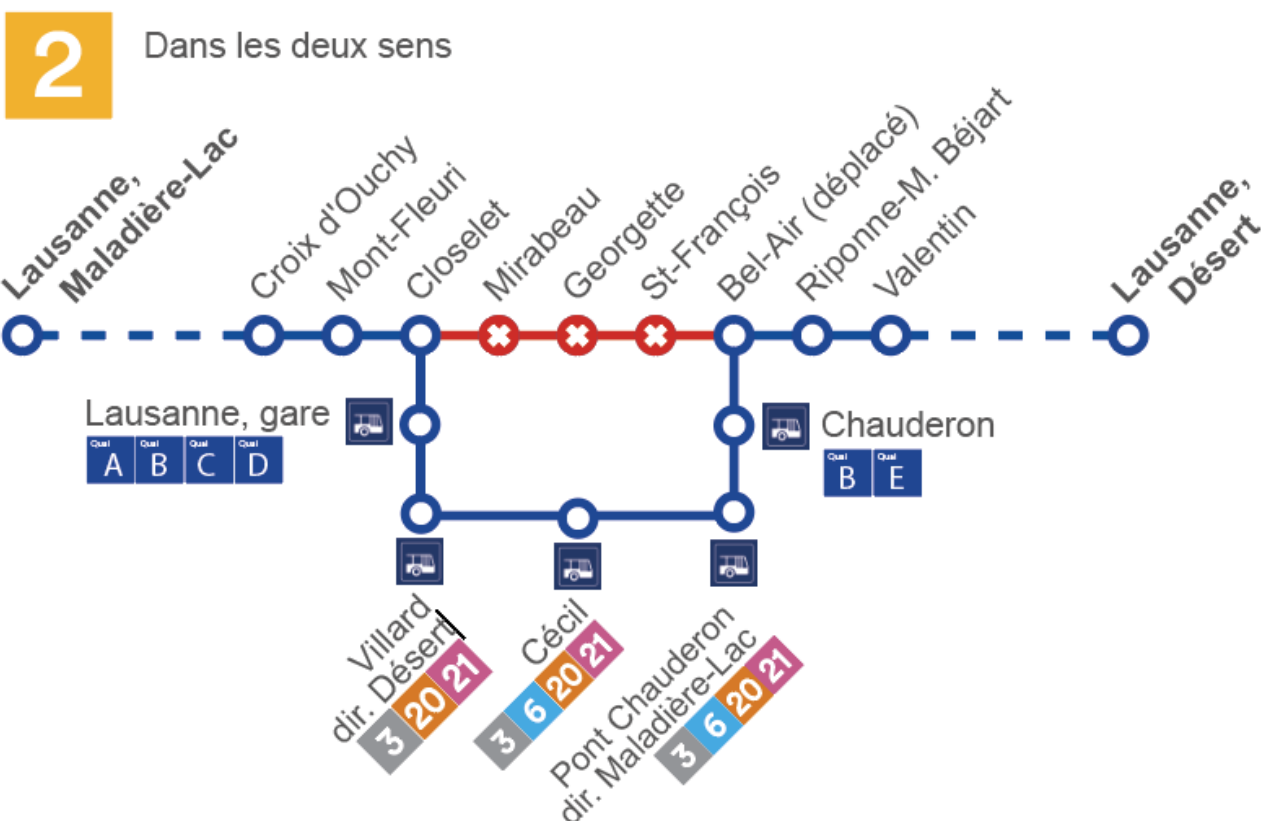 2
Dans les deux sens
Lausanne,
Maladière-Lac
Croix d'Ouchy
Mont-Fleuri
Closelet
Mirabeau
Georgette
St-François
Bel-Air (déplacé)
Riponne-M. Béjart
Valentin
Lausanne,
Désert
Lausanne, gare
Quai A Quai B Quai C Quai D
Chauderon
Quai B Quai E
Villard
dir. Désert
3 20 21
Cécil
3 6 20 21
Pont Chauderon
dir. Maladière-Lac
3 6 20 21